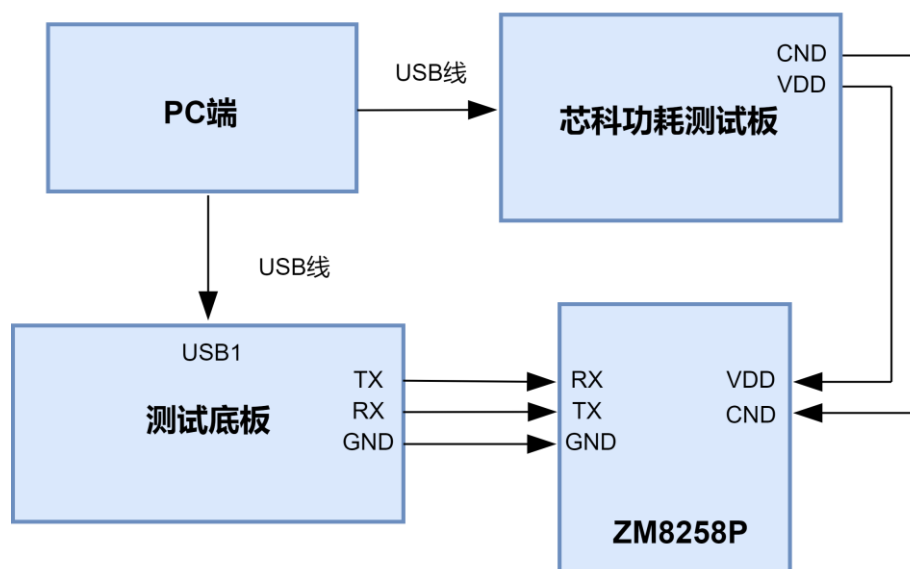 CND
VDD
USB线
PC端
芯科功耗测试板
USB线
USB1
TX
RX
GND
测试底板
RX
TX
GND
VDD
CND
ZM8258P